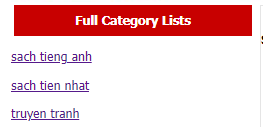 Full Category Lists
sach tieng anh
sach tien nhat
truyen tranh